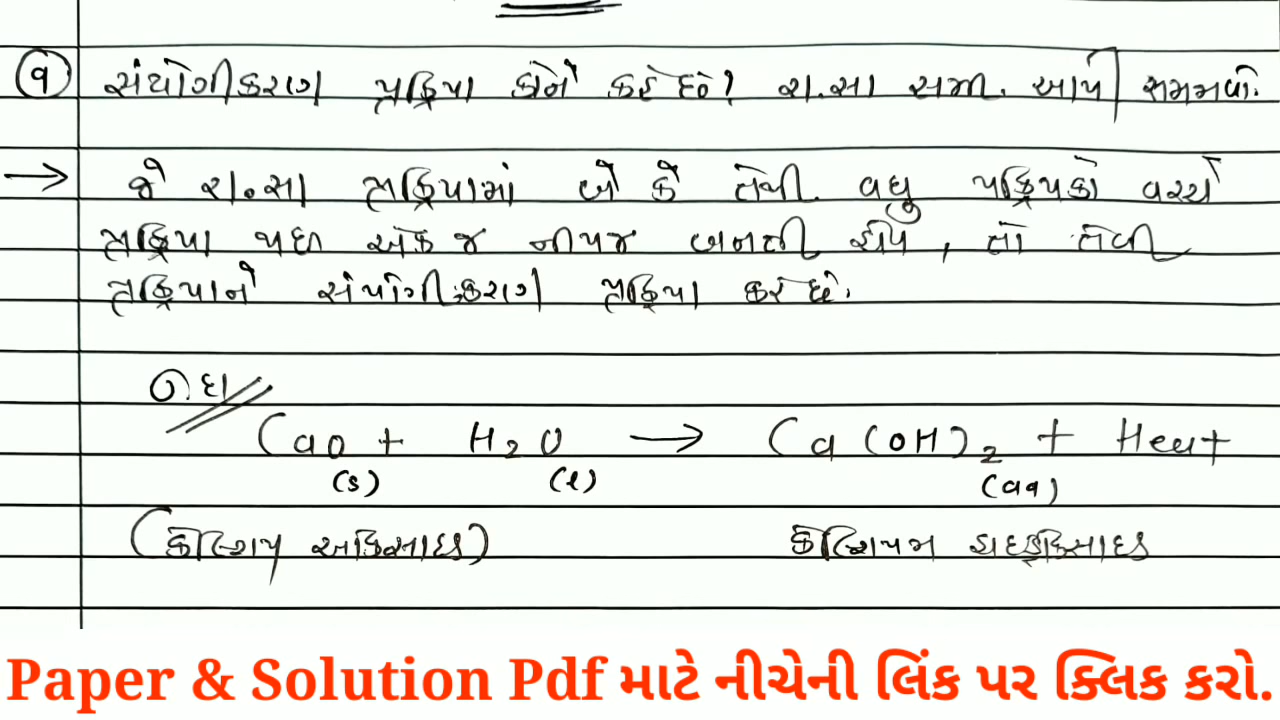 ૧ સંયોગીકરણ પ્રક્રિયા કોને કહે છે? રા.સા સમી. આપી સમજાવો.
→ જે રા.સા પ્રક્રિયામાં બે કે તેથી વધુ પ્રક્રિયકો વચ્ચે
પ્રક્રિયા થઇ એક જ નીપજ બનતી હોય, તો તેવી
પ્રક્રિયાને સંયોગીકરણ પ્રક્રિયા કહે છે.
ઉ.દા
CaO + H₂O → Ca(OH)₂ + Heat
(s) (l) (aq)
(કેલ્શિયમ ઓક્સાઇડ) કેલ્શિયમ હાઇડ્રોક્સાઇડ
Paper & Solution Pdf માટે નીચેની લિંક પર ક્લિક કરો.